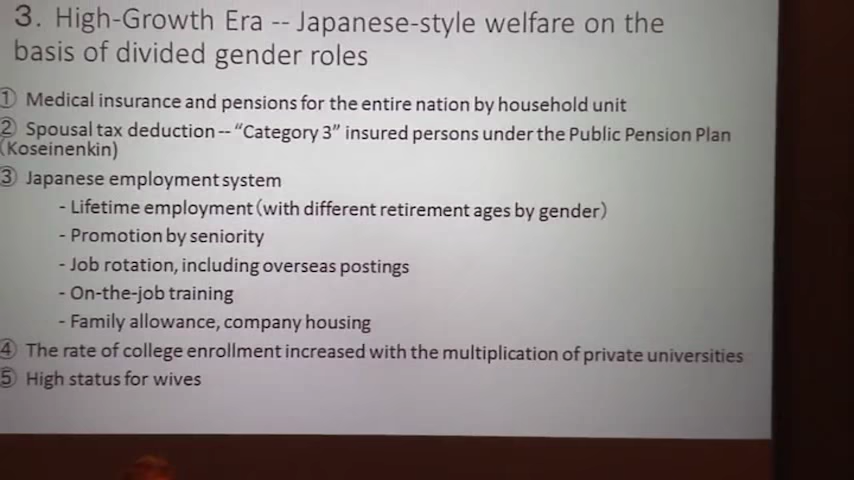 3. High-Growth Era -- Japanese-style welfare on the
basis of divided gender roles
① Medical insurance and pensions for the entire nation by household unit
② Spousal tax deduction -- “Category 3” insured persons under the Public Pension Plan
(Koseinenkin)
③ Japanese employment system
- Lifetime employment (with different retirement ages by gender)
- Promotion by seniority
- Job rotation, including overseas postings
- On-the-job training
- Family allowance, company housing
④ The rate of college enrollment increased with the multiplication of private universities
⑤ High status for wives